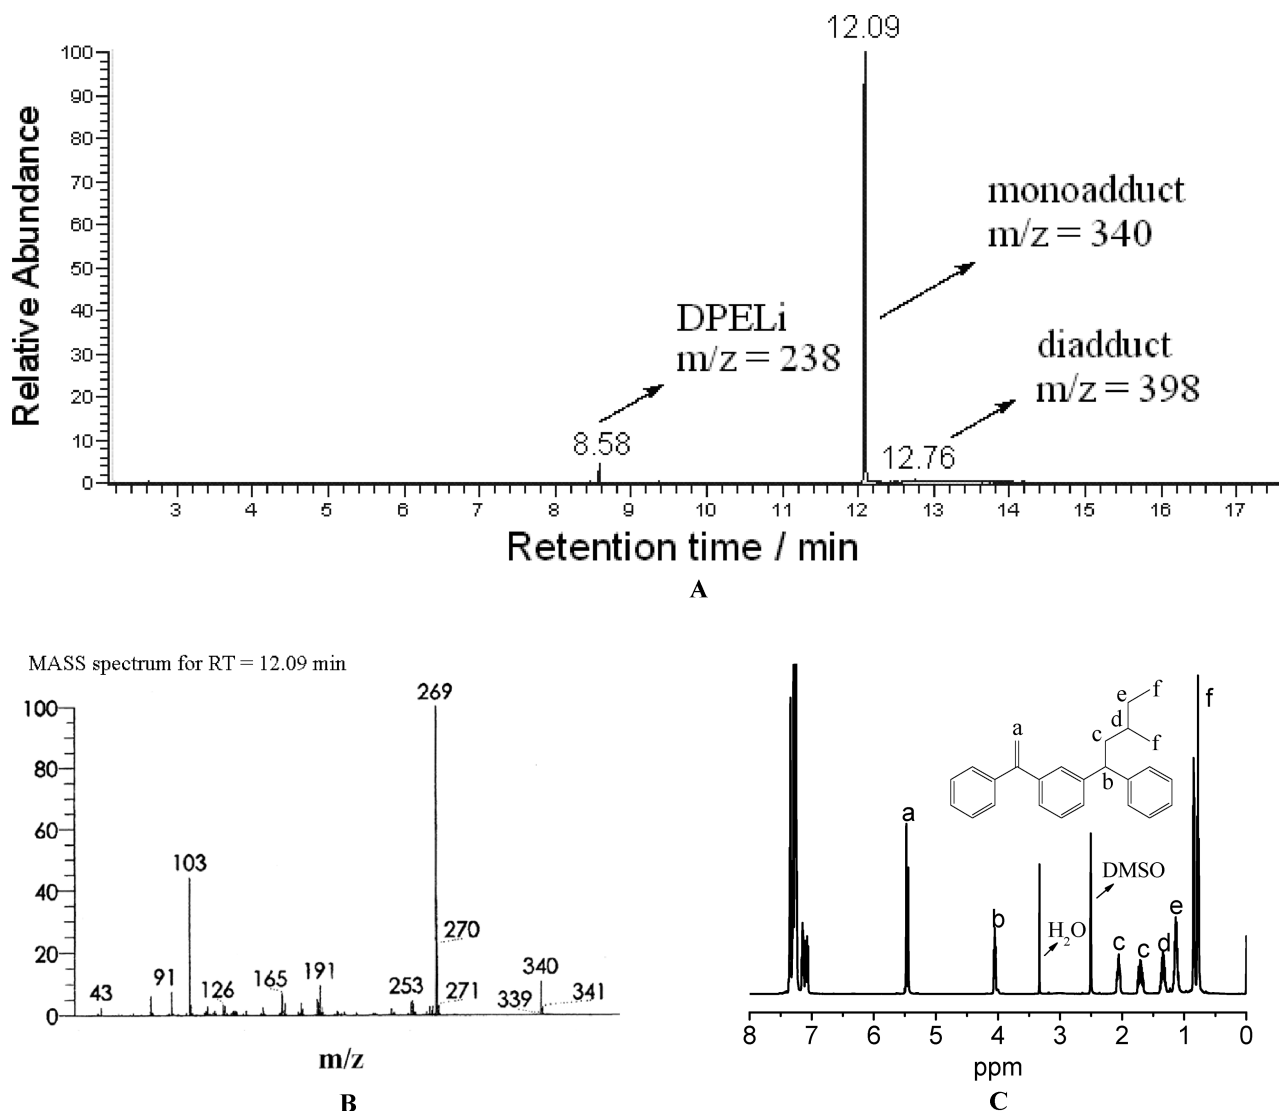 12.09
100
90
80
70
60
50
40
30
20
10
0
Relative Abundance
monoadduct
m/z = 340
DPELi
m/z = 238
diadduct
m/z = 398
8.58
12.76
3 4 5 6 7 8 9 10 11 12 13 14 15 16 17
Retention time / min
A
MASS spectrum for RT = 12.09 min
100
80
60
40
20
0
43
91
103
126
165
191
253
269
270
271
339
340
341
m/z
B
e f
d
a c f
b
f
a
DMSO
b
H2O
c c d e
8 7 6 5 4 3 2 1 0
ppm
C